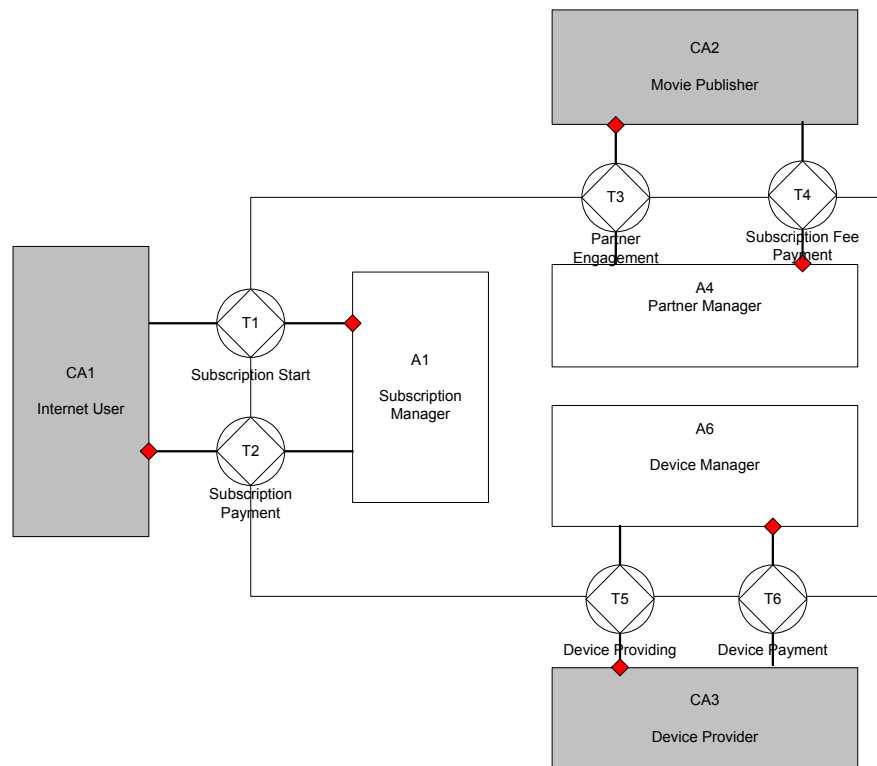 CA2
Movie Publisher
T3
T4
Partner
Engagement
Subscription Fee
Payment
A4
Partner Manager
T1
Subscription Start
A1
Subscription
Manager
CA1
Internet User
T2
Subscription
Payment
A6
Device Manager
T5
T6
Device Providing
Device Payment
CA3
Device Provider